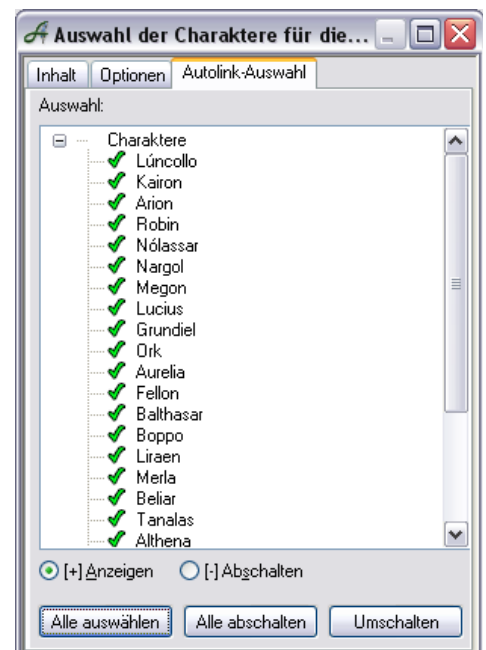 Auswahl der Charaktere für die...
Inhalt Optionen Autolink-Auswahl
Auswahl:
Charaktere
Lúncollo
Kairon
Arion
Robin
Nólassar
Nargol
Megon
Lucius
Grundiel
Ork
Aurelia
Fellon
Balthasar
Boppo
Liraen
Merla
Beliar
Tanalas
Althena
[+] Anzeigen [-] Abschalten
Alle auswählen Alle abschalten Umschalten